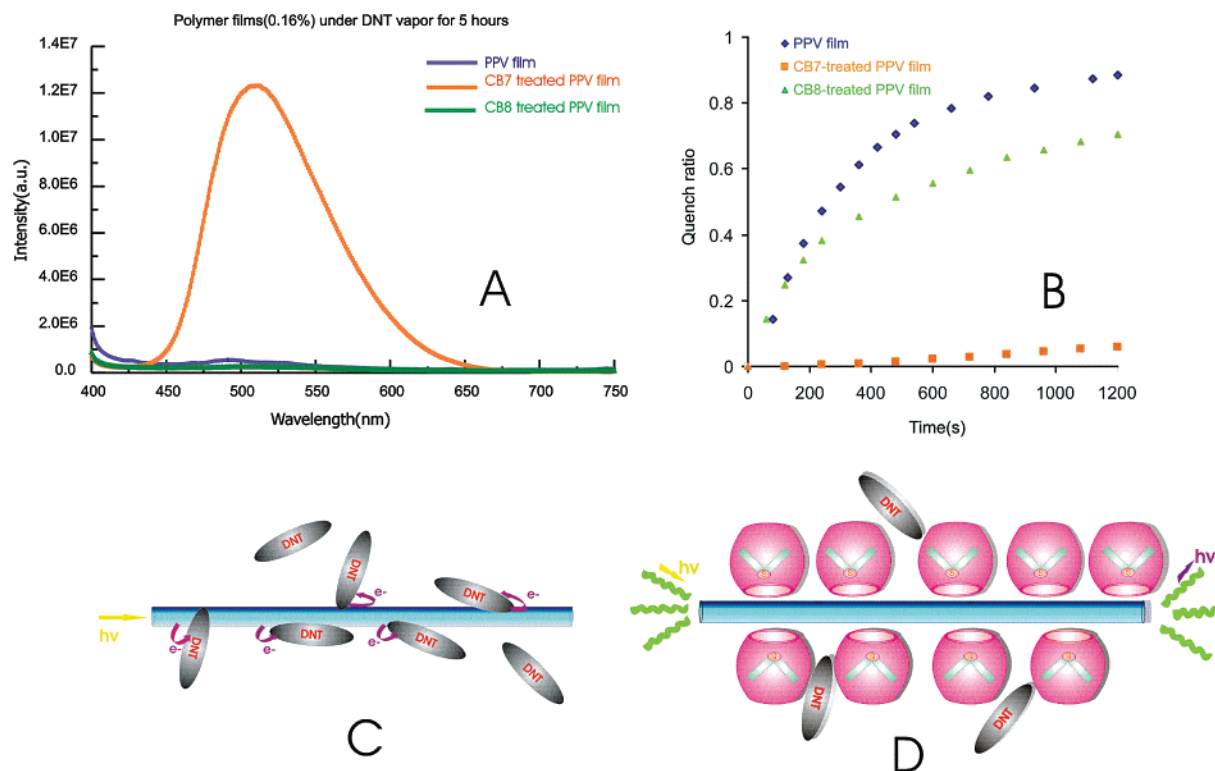 Polymer films(0.16%) under DNT vapor for 5 hours
1.4E7
1.2E7
1.0E7
8.0E6
6.0E6
4.0E6
2.0E6
0.0
Intensity(a.u.)
PPV film
CB7 treated PPV film
CB8 treated PPV film
A
400 450 500 550 600 650 700 750
Wavelength(nm)
1
0.8
0.6
0.4
0.2
0
Quench ratio
PPV film
CB7-treated PPV film
CB8-treated PPV film
B
0 200 400 600 800 1000 1200
Time(s)
DNT
DNT
e-
DNT
e-
hν
e-
DNT
e-
DNT
e-
DNT
DNT
C
DNT
hν
hν
DNT
DNT
D